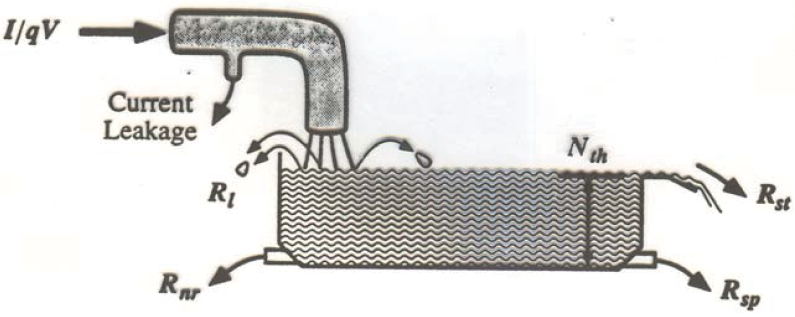 I/qV
Current
Leakage
N_th
R_l
R_st
R_nr
R_sp